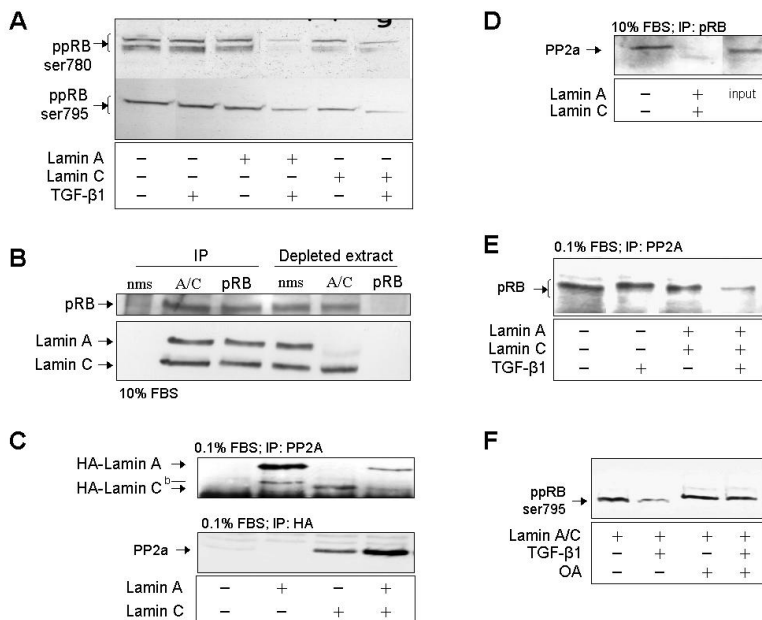 A
ppRB
ser780
ppRB
ser795
Lamin A − − + + − −
Lamin C − − − − + +
TGF-β1 − + − + − +
B
IP Depleted extract
nms A/C pRB nms A/C pRB
pRB
Lamin A
Lamin C
10% FBS
C
0.1% FBS; IP: PP2A
HA-Lamin A
HA-Lamin C b
0.1% FBS; IP: HA
PP2a
Lamin A − + − +
Lamin C − − + +
D
10% FBS; IP: pRB
PP2a
Lamin A − + input
Lamin C − +
E
0.1% FBS; IP: PP2A
pRB
Lamin A − − + +
Lamin C − − + +
TGF-β1 − + − +
F
ppRB
ser795
Lamin A/C + + + +
TGF-β1 − + − +
OA − − + +